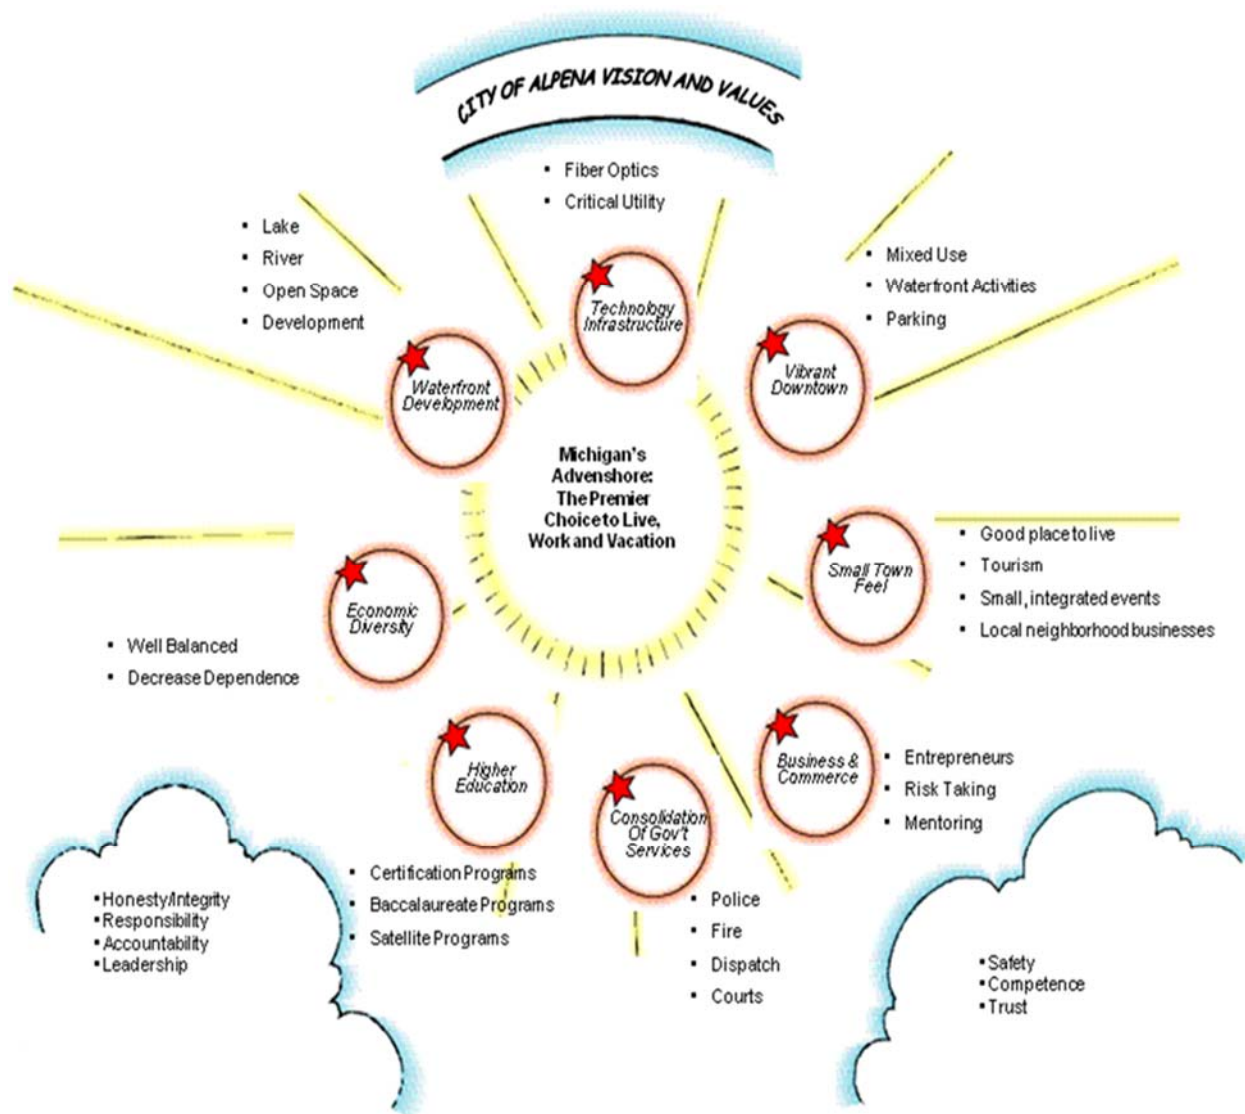 CITY OF ALPENA VISION AND VALUES
▪ Fiber Optics
▪ Critical Utility
Technology
Infrastructure
▪ Lake
▪ River
▪ Open Space
▪ Development
Waterfront
Development
▪ Mixed Use
▪ Waterfront Activities
▪ Parking
Vibrant
Downtown
Michigan's
Advenshore:
The Premier
Choice to Live,
Work and Vacation
Small Town
Feel
▪ Good place to live
▪ Tourism
▪ Small, integrated events
▪ Local neighborhood businesses
Economic
Diversity
▪ Well Balanced
▪ Decrease Dependence
Higher
Education
▪ Certification Programs
▪ Baccalaureate Programs
▪ Satellite Programs
Consolidation
Of Gov't
Services
▪ Police
▪ Fire
▪ Dispatch
▪ Courts
Business &
Commerce
▪ Entrepreneurs
▪ Risk Taking
▪ Mentoring
▪Honesty/Integrity
▪Responsibility
▪Accountability
▪Leadership
▪Safety
▪Competence
▪Trust